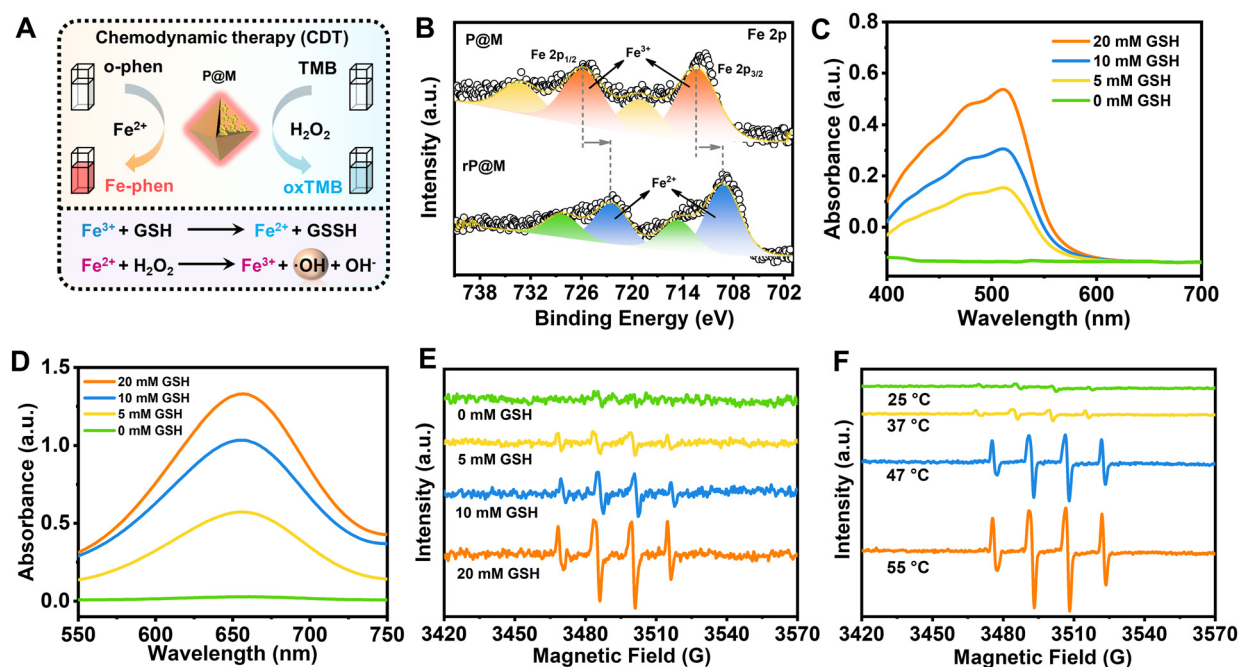 A
Chemodynamic therapy (CDT)
o-phen
P@M
TMB
Fe²⁺
H₂O₂
Fe-phen
oxTMB
Fe³⁺ + GSH → Fe²⁺ + GSSH
Fe²⁺ + H₂O₂ → Fe³⁺ + ·OH + OH⁻
B
P@M
Fe 2p
Fe 2p₁/₂
Fe³⁺
Fe 2p₃/₂
rP@M
Fe²⁺
Intensity (a.u.)
738 732 726 720 714 708 702
Binding Energy (eV)
C
20 mM GSH
10 mM GSH
5 mM GSH
0 mM GSH
Absorbance (a.u.)
0.8
0.6
0.4
0.2
0.0
400 500 600 700
Wavelength (nm)
D
20 mM GSH
10 mM GSH
5 mM GSH
0 mM GSH
Absorbance (a.u.)
1.5
1.0
0.5
0.0
550 600 650 700 750
Wavelength (nm)
E
0 mM GSH
5 mM GSH
10 mM GSH
20 mM GSH
Intensity (a.u.)
3420 3450 3480 3510 3540 3570
Magnetic Field (G)
F
25 °C
37 °C
47 °C
55 °C
Intensity (a.u.)
3420 3450 3480 3510 3540 3570
Magnetic Field (G)